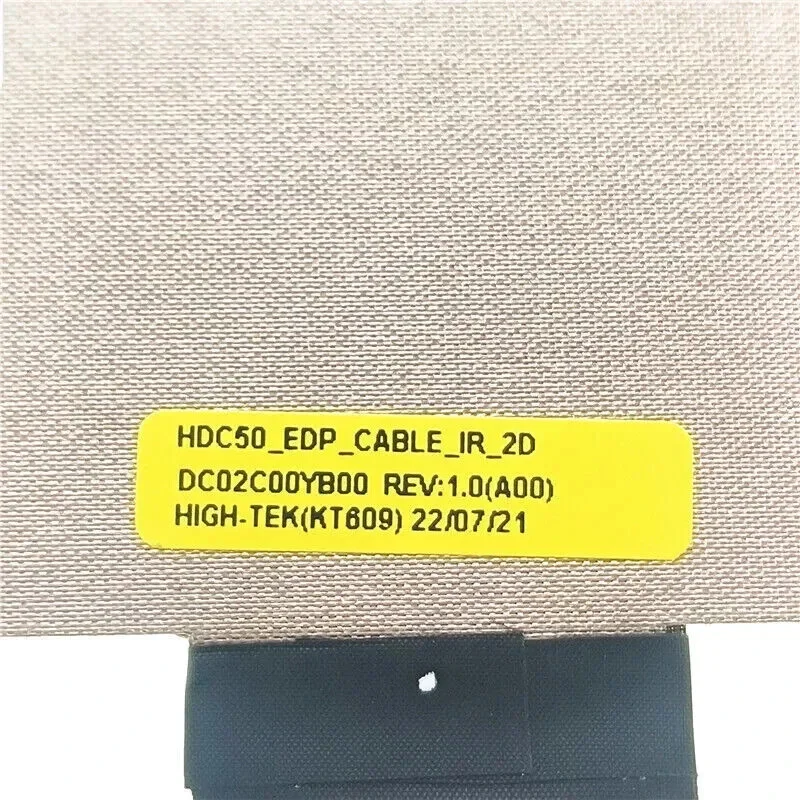 HDC50_EDP_CABLE_IR_2D
DC02C00YB00 REV:1.0(A00)
HIGH-TEK(KT609) 22/07/21